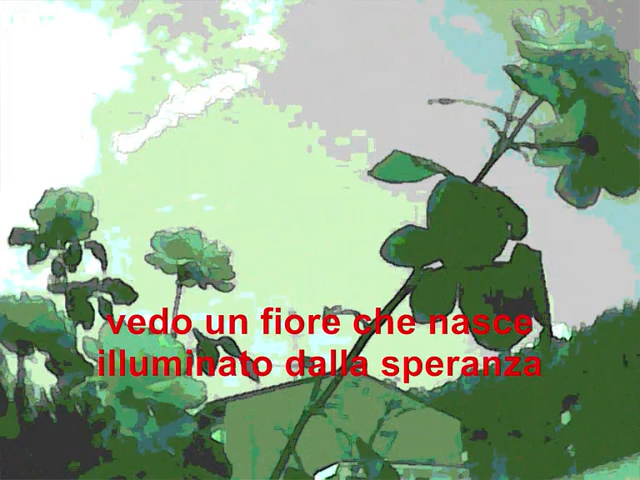 vedo un fiore che nasce
illuminato dalla speranza